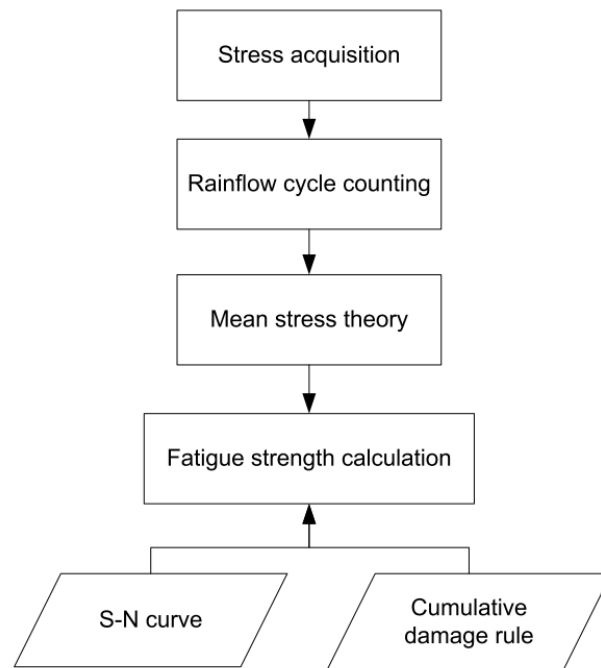 Stress acquisition
Rainflow cycle counting
Mean stress theory
Fatigue strength calculation
S-N curve
Cumulative
damage rule